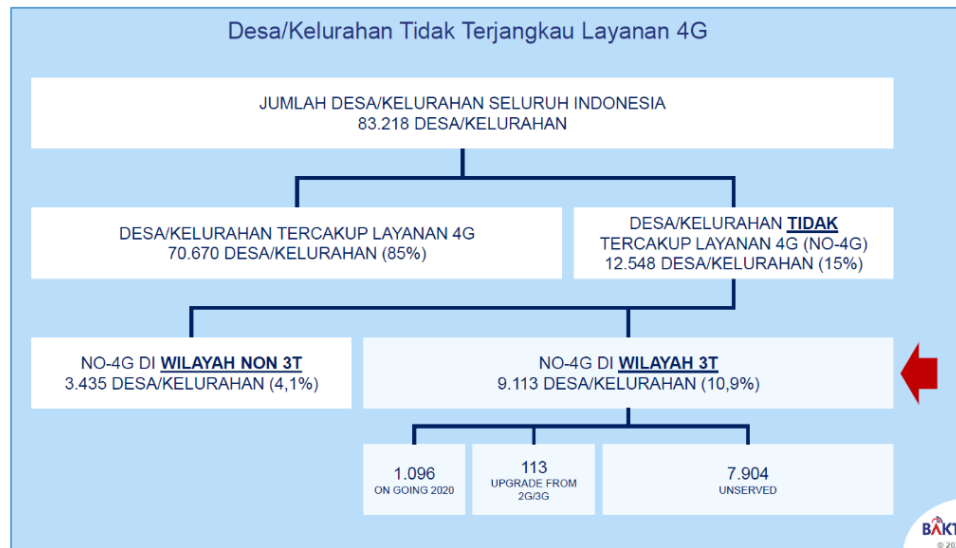 Desa/Kelurahan Tidak Terjangkau Layanan 4G
JUMLAH DESA/KELURAHAN SELURUH INDONESIA
83.218 DESA/KELURAHAN
DESA/KELURAHAN TERCAKUP LAYANAN 4G
70.670 DESA/KELURAHAN (85%)
DESA/KELURAHAN TIDAK
TERCAKUP LAYANAN 4G (NO-4G)
12.548 DESA/KELURAHAN (15%)
NO-4G DI WILAYAH NON 3T
3.435 DESA/KELURAHAN (4,1%)
NO-4G DI WILAYAH 3T
9.113 DESA/KELURAHAN (10,9%)
1.096
ON GOING 2020
113
UPGRADE FROM
2G/3G
7.904
UNSERVED
BAKT